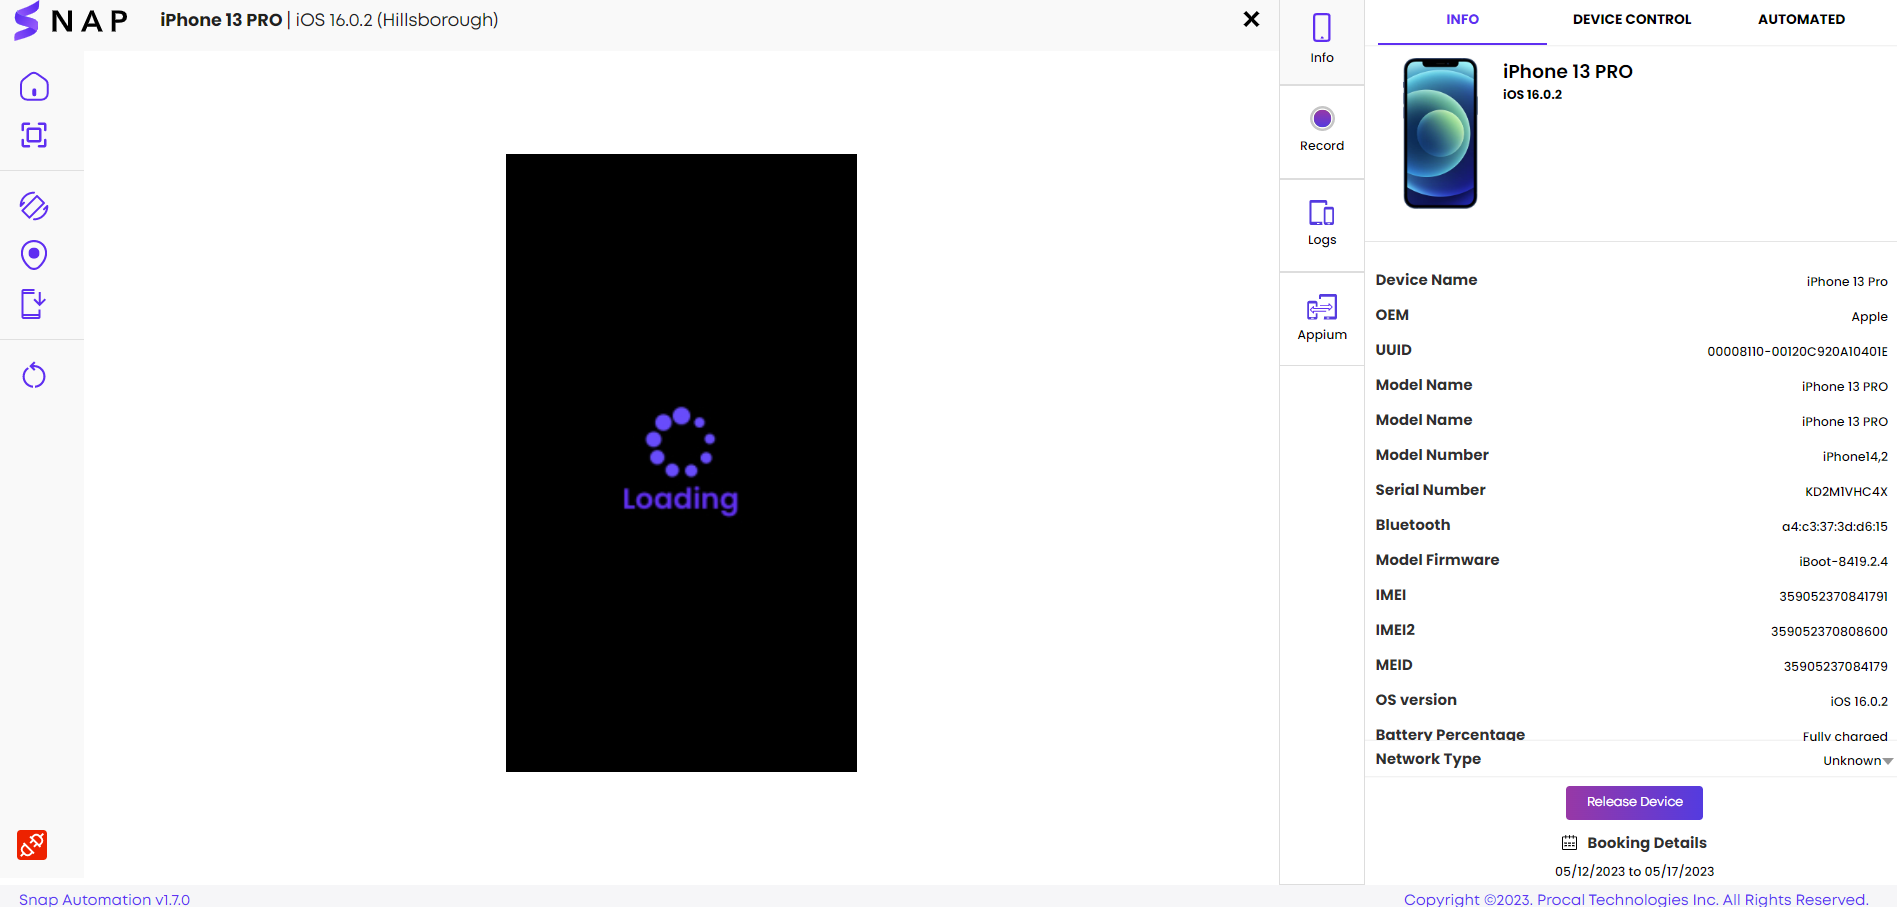 SNAP
iPhone 13 PRO | iOS 16.0.2 (Hillsborough)
Loading
Info
Record
Logs
Appium
INFO DEVICE CONTROL AUTOMATED
iPhone 13 PRO
iOS 16.0.2
Device Name iPhone 13 Pro
OEM Apple
UUID 00008110-00120C920A10401E
Model Name iPhone 13 PRO
Model Name iPhone 13 PRO
Model Number iPhone14,2
Serial Number KD2M1VHC4X
Bluetooth a4:c3:37:3d:d6:15
Model Firmware iBoot-8419.2.4
IMEI 359052370841791
IMEI2 359052370808600
MEID 35905237084179
OS version iOS 16.0.2
Battery Percentage Fully charged
Network Type Unknown
Release Device
Booking Details
05/12/2023 to 05/17/2023
Snap Automation v1.7.0
Copyright ©2023. Procal Technologies Inc. All Rights Reserved.